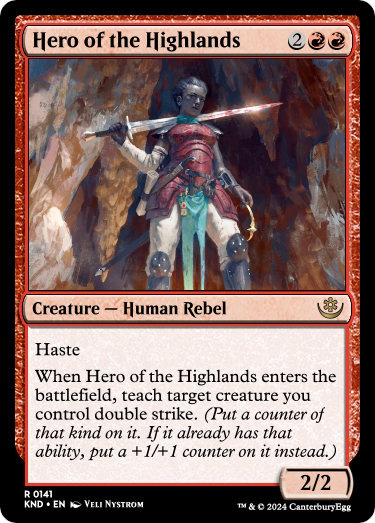 Hero of the Highlands 2
Creature — Human Rebel
Haste
When Hero of the Highlands enters the
battlefield, teach target creature you
control double strike. (Put a counter of
that kind on it. If it already has that
ability, put a +1/+1 counter on it instead.)
2/2
R 0141
KND • EN Veli Nystrom
™ & © 2024 CanterburyEgg